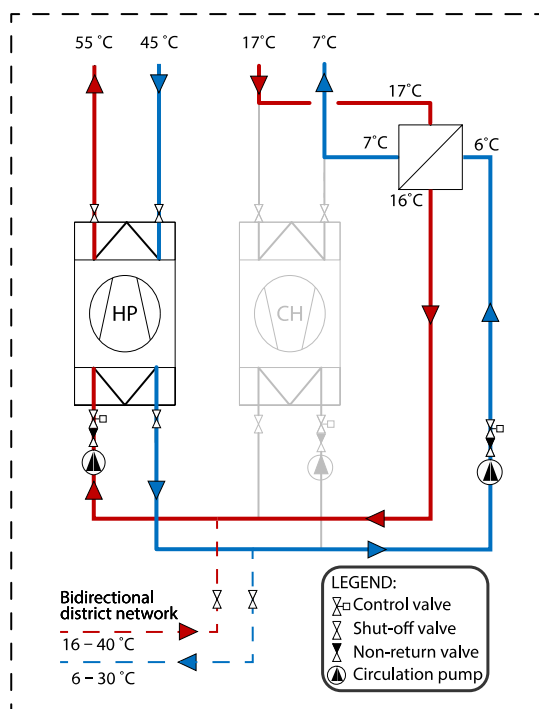 55 °C 45 °C 17 °C 7°C
17°C
7°C 6°C
16°C
HP CH
Bidirectional
district network
16 – 40 °C
6 – 30 °C
LEGEND:
Control valve
Shut-off valve
Non-return valve
Circulation pump